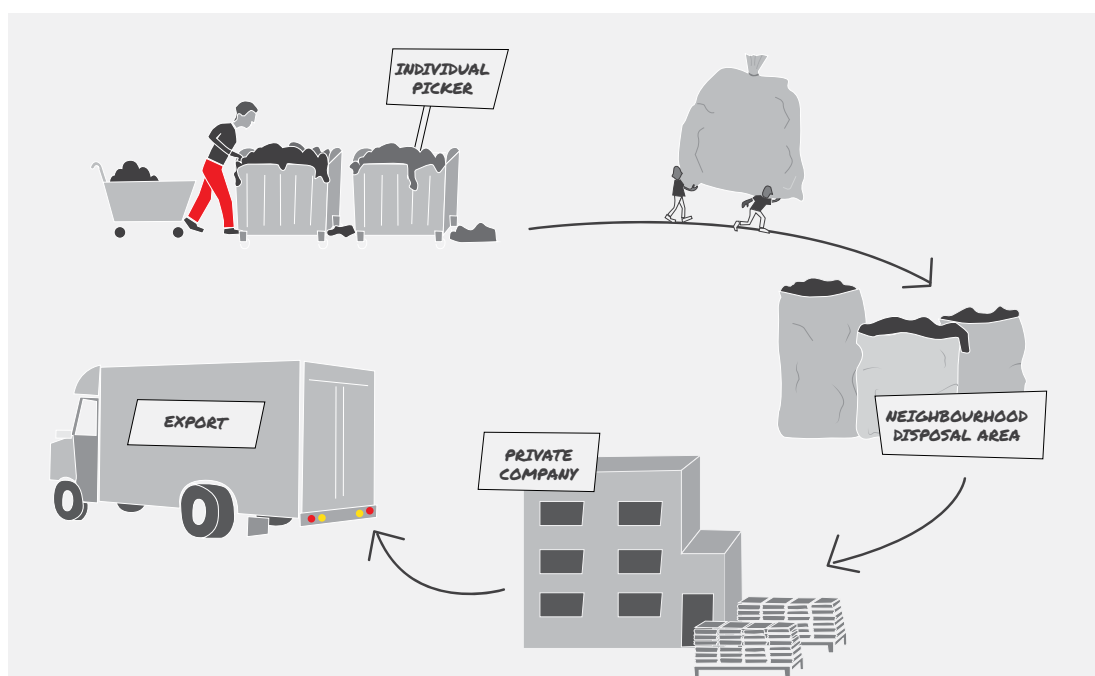 INDIVIDUAL
PICKER
NEIGHBOURHOOD
DISPOSAL AREA
PRIVATE
COMPANY
EXPORT